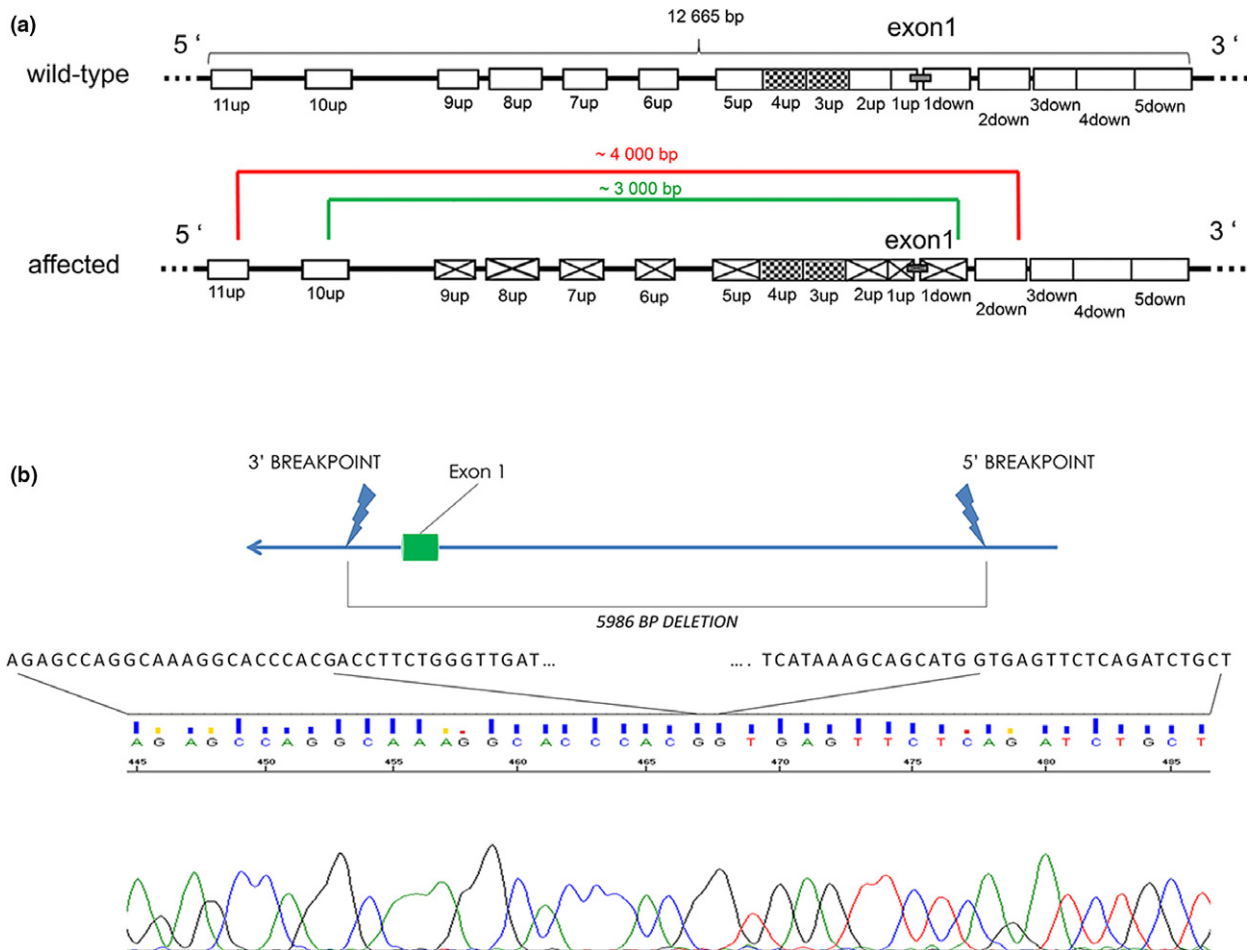 (a)
12 665 bp
exon1
5 ‘
3 ‘
wild-type
11up 10up 9up 8up 7up 6up 5up 4up 3up 2up 1up 1down 2down 3down 4down 5down
~ 4 000 bp
~ 3 000 bp
5 ‘
exon1
3 ‘
affected
11up 10up 9up 8up 7up 6up 5up 4up 3up 2up 1up 1down 2down 3down 4down 5down
(b)
3' BREAKPOINT
Exon 1
5' BREAKPOINT
5986 BP DELETION
AGAGCCAGGCAAAGGCACCCACGACCTTCTGGGTTGAT... .... TCATAAAGCAGCATG GTGAGTTCTCAGATCTGCT
A G A G C C A G G C A A A G G C A C C C A C G G T G A G T T C T C A G A T C T G C T
445 450 455 460 465 470 475 480 485